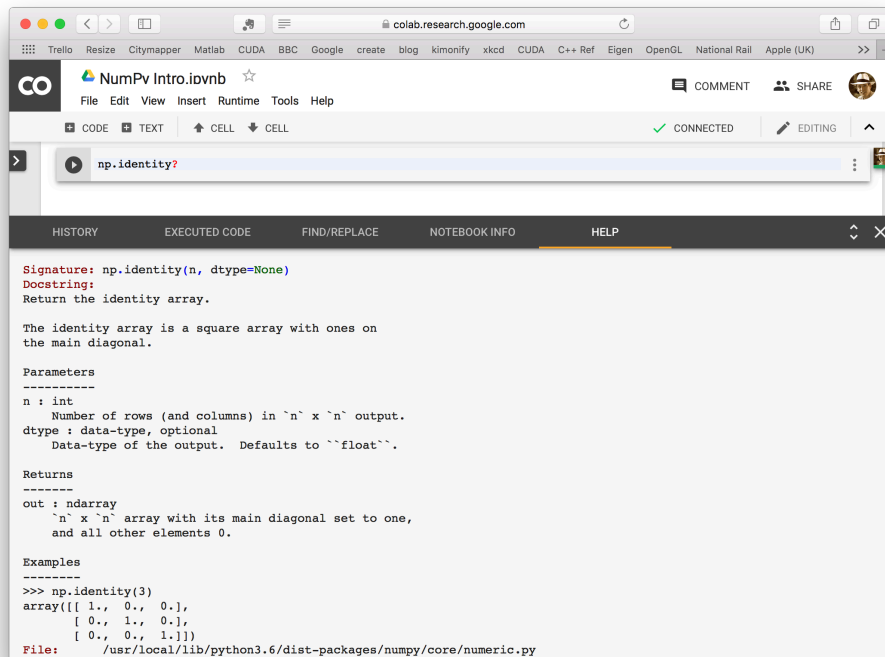 colab.research.google.com
Trello Resize Citymapper Matlab CUDA BBC Google create blog kimonify xkcd CUDA C++ Ref Eigen OpenGL National Rail Apple (UK) >>
CO NumPy Intro.ipynb COMMENT SHARE
File Edit View Insert Runtime Tools Help
CODE TEXT CELL CELL CONNECTED EDITING
np.identity?
HISTORY EXECUTED CODE FIND/REPLACE NOTEBOOK INFO HELP
Signature: np.identity(n, dtype=None)
Docstring:
Return the identity array.
The identity array is a square array with ones on
the main diagonal.
Parameters
----------
n : int
    Number of rows (and columns) in `n` x `n` output.
dtype : data-type, optional
    Data-type of the output.  Defaults to ``float``.
Returns
-------
out : ndarray
    `n` x `n` array with its main diagonal set to one,
    and all other elements 0.
Examples
--------
>>> np.identity(3)
array([[ 1.,  0.,  0.],
       [ 0.,  1.,  0.],
       [ 0.,  0.,  1.]])
File:      /usr/local/lib/python3.6/dist-packages/numpy/core/numeric.py